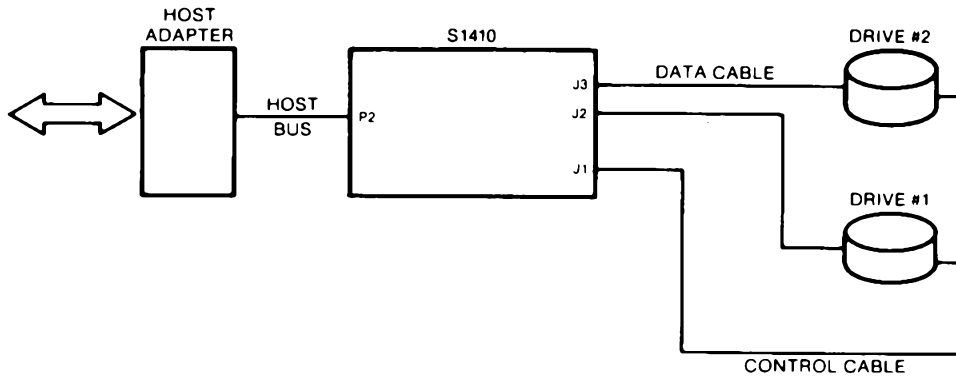 HOST
ADAPTER
S1410
DRIVE #2
J3
DATA CABLE
HOST
BUS
P2
J2
J1
DRIVE #1
CONTROL CABLE